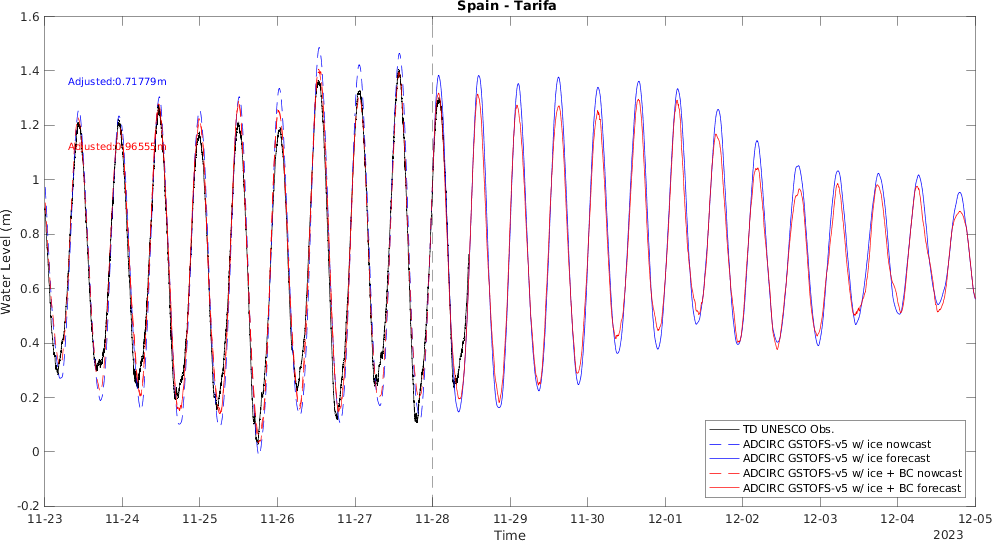 Spain - Tarifa
1.6
1.4
1.2
1
0.8
0.6
0.4
0.2
0
-0.2
Water Level (m)
Adjusted:0.71779m
Adjusted:0.96555m
TD UNESCO Obs.
ADCIRC GSTOFS-v5 w/ ice nowcast
ADCIRC GSTOFS-v5 w/ ice forecast
ADCIRC GSTOFS-v5 w/ ice + BC nowcast
ADCIRC GSTOFS-v5 w/ ice + BC forecast
11-23 11-24 11-25 11-26 11-27 11-28 11-29 11-30 12-01 12-02 12-03 12-04 12-05
Time
2023